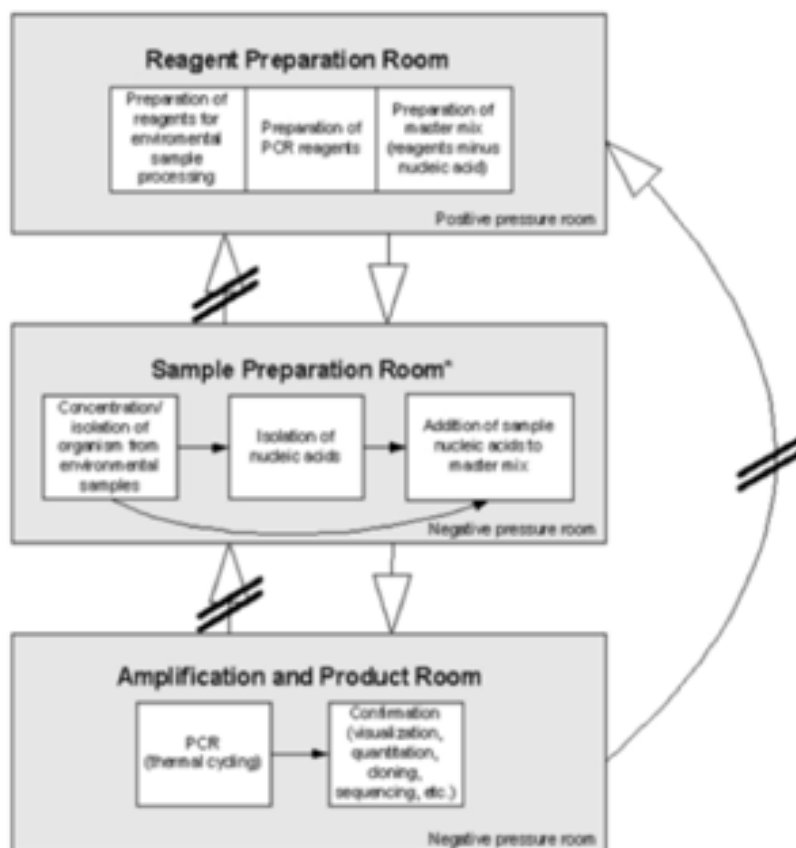 Reagent Preparation Room
Preparation of
reagents for
enviromental
sample
processing
Preparation of
PCR reagents
Preparation of
master mix
(reagents minus
nucleic acid)
Positive pressure room
Sample Preparation Room*
Concentration/
isolation of
organism from
environmental
samples
Isolation of
nucleic acids
Addition of sample
nucleic acids to
master mix
Negative pressure room
Amplification and Product Room
PCR
(thermal cycling)
Confirmation
(visualization,
quantitation,
cloning,
sequencing, etc.)
Negative pressure room